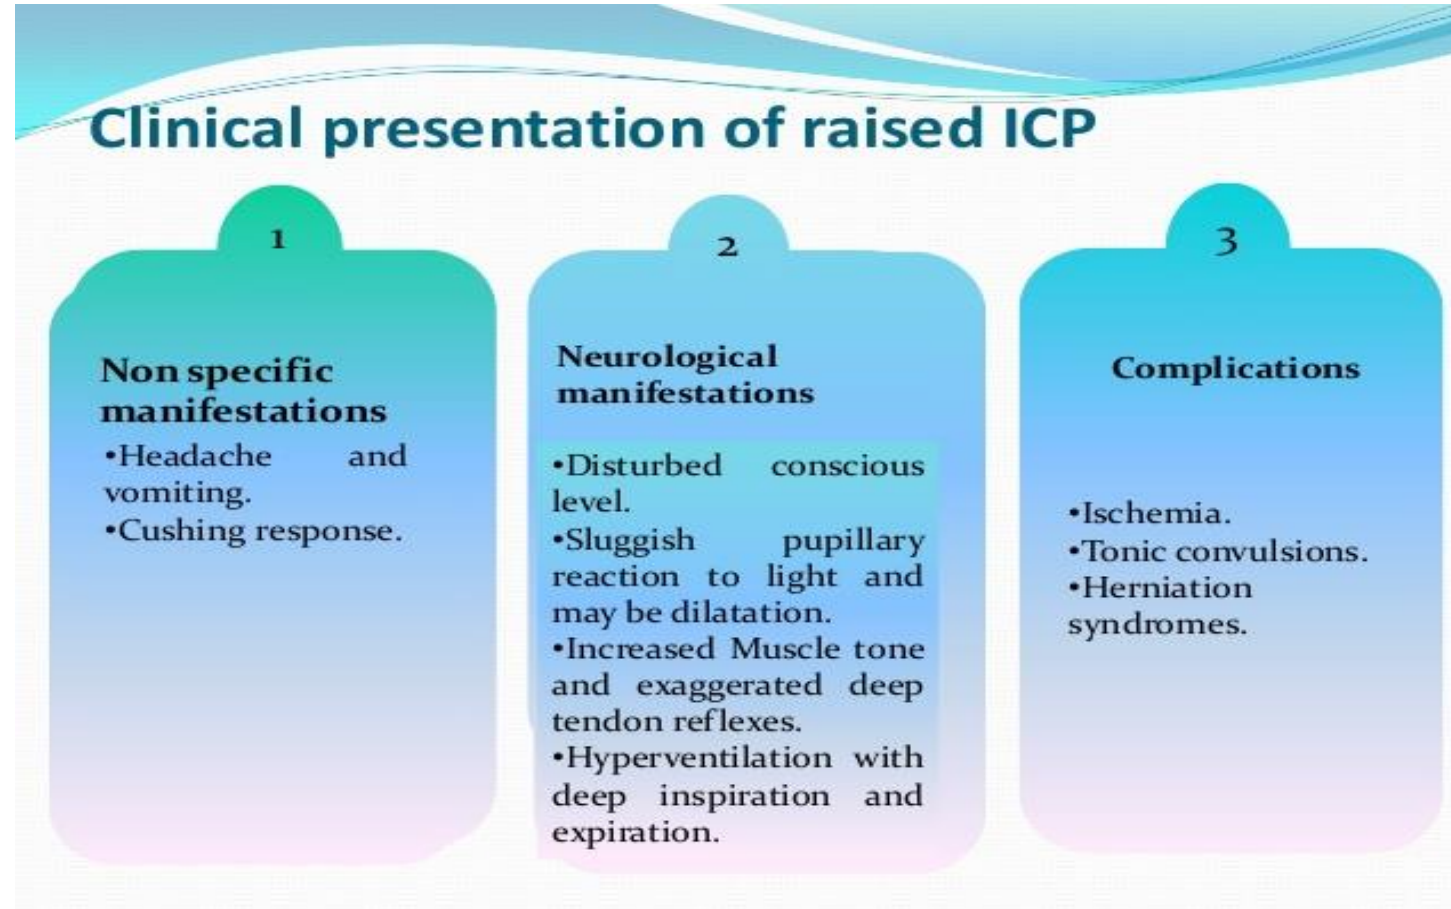 Clinical presentation of raised ICP
1
Non specific
manifestations
•Headache and
vomiting.
•Cushing response.
2
Neurological
manifestations
•Disturbed conscious
level.
•Sluggish pupillary
reaction to light and
may be dilatation.
•Increased Muscle tone
and exaggerated deep
tendon reflexes.
•Hyperventilation with
deep inspiration and
expiration.
3
Complications
•Ischemia.
•Tonic convulsions.
•Herniation
syndromes.